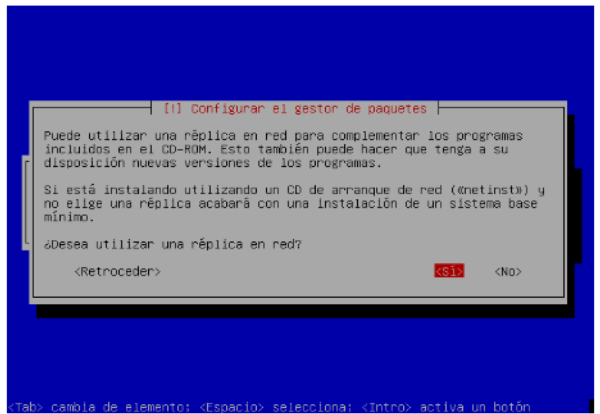 [!] Configurar el gestor de paquetes
Puede utilizar una réplica en red para complementar los programas
incluidos en el CD-ROM. Esto también puede hacer que tenga a su
disposición nuevas versiones de los programas.
Si está instalando utilizando un CD de arranque de red («netinst») y
no elige una réplica acabará con una instalación de un sistema base
mínimo.
¿Desea utilizar una réplica en red?
<Retroceder> <Sí> <No>
<Tab> cambia de elemento; <Espacio> selecciona; <Intro> activa un botón